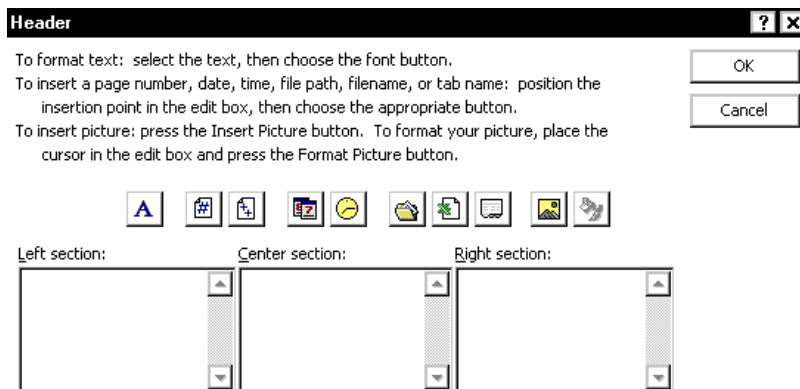 Header
To format text: select the text, then choose the font button.
To insert a page number, date, time, file path, filename, or tab name: position the
insertion point in the edit box, then choose the appropriate button.
To insert picture: press the Insert Picture button. To format your picture, place the
cursor in the edit box and press the Format Picture button.
OK
Cancel
A
Left section:
Center section:
Right section: